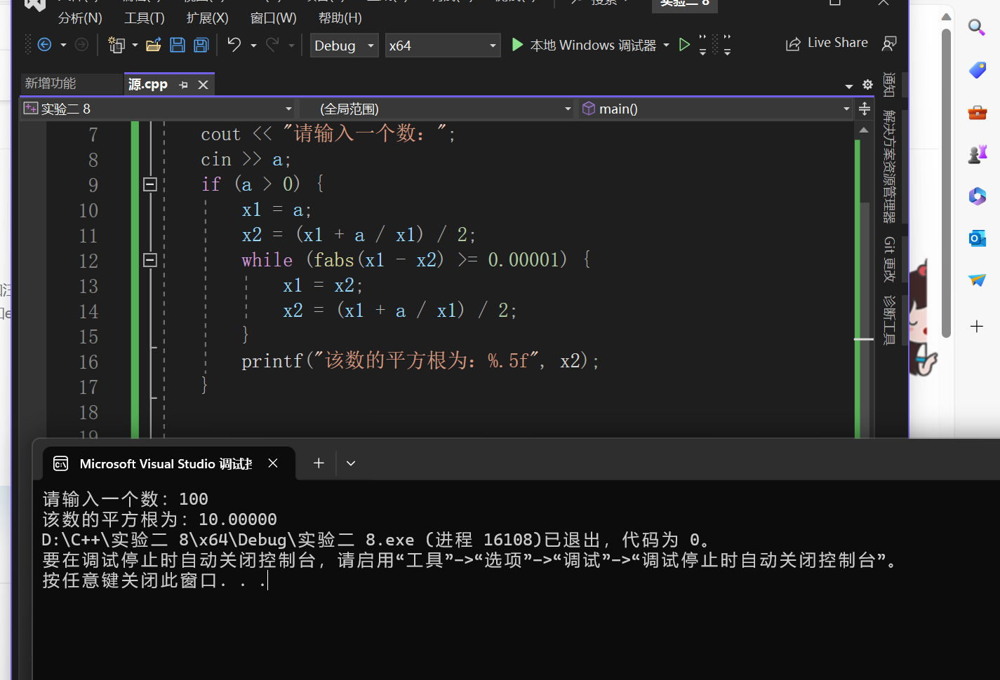 实验二 8
分析(N) 工具(T) 扩展(X) 窗口(W) 帮助(H)
Debug x64 本地 Windows 调试器 Live Share
新增功能 源.cpp
实验二 8 (全局范围) main()
7 cout << "请输入一个数：";
8 cin >> a;
9 if (a > 0) {
10 x1 = a;
11 x2 = (x1 + a / x1) / 2;
12 while (fabs(x1 - x2) >= 0.00001) {
13 x1 = x2;
14 x2 = (x1 + a / x1) / 2;
15 }
16 printf("该数的平方根为：%.5f", x2);
17 }
18
19
通知
解决方案资源管理器
Git 更改
诊断工具
Microsoft Visual Studio 调试
请输入一个数：100
该数的平方根为：10.00000
D:\C++\实验二 8\x64\Debug\实验二 8.exe (进程 16108)已退出，代码为 0。
要在调试停止时自动关闭控制台，请启用“工具”->“选项”->“调试”->“调试停止时自动关闭控制台”。
按任意键关闭此窗口. . .